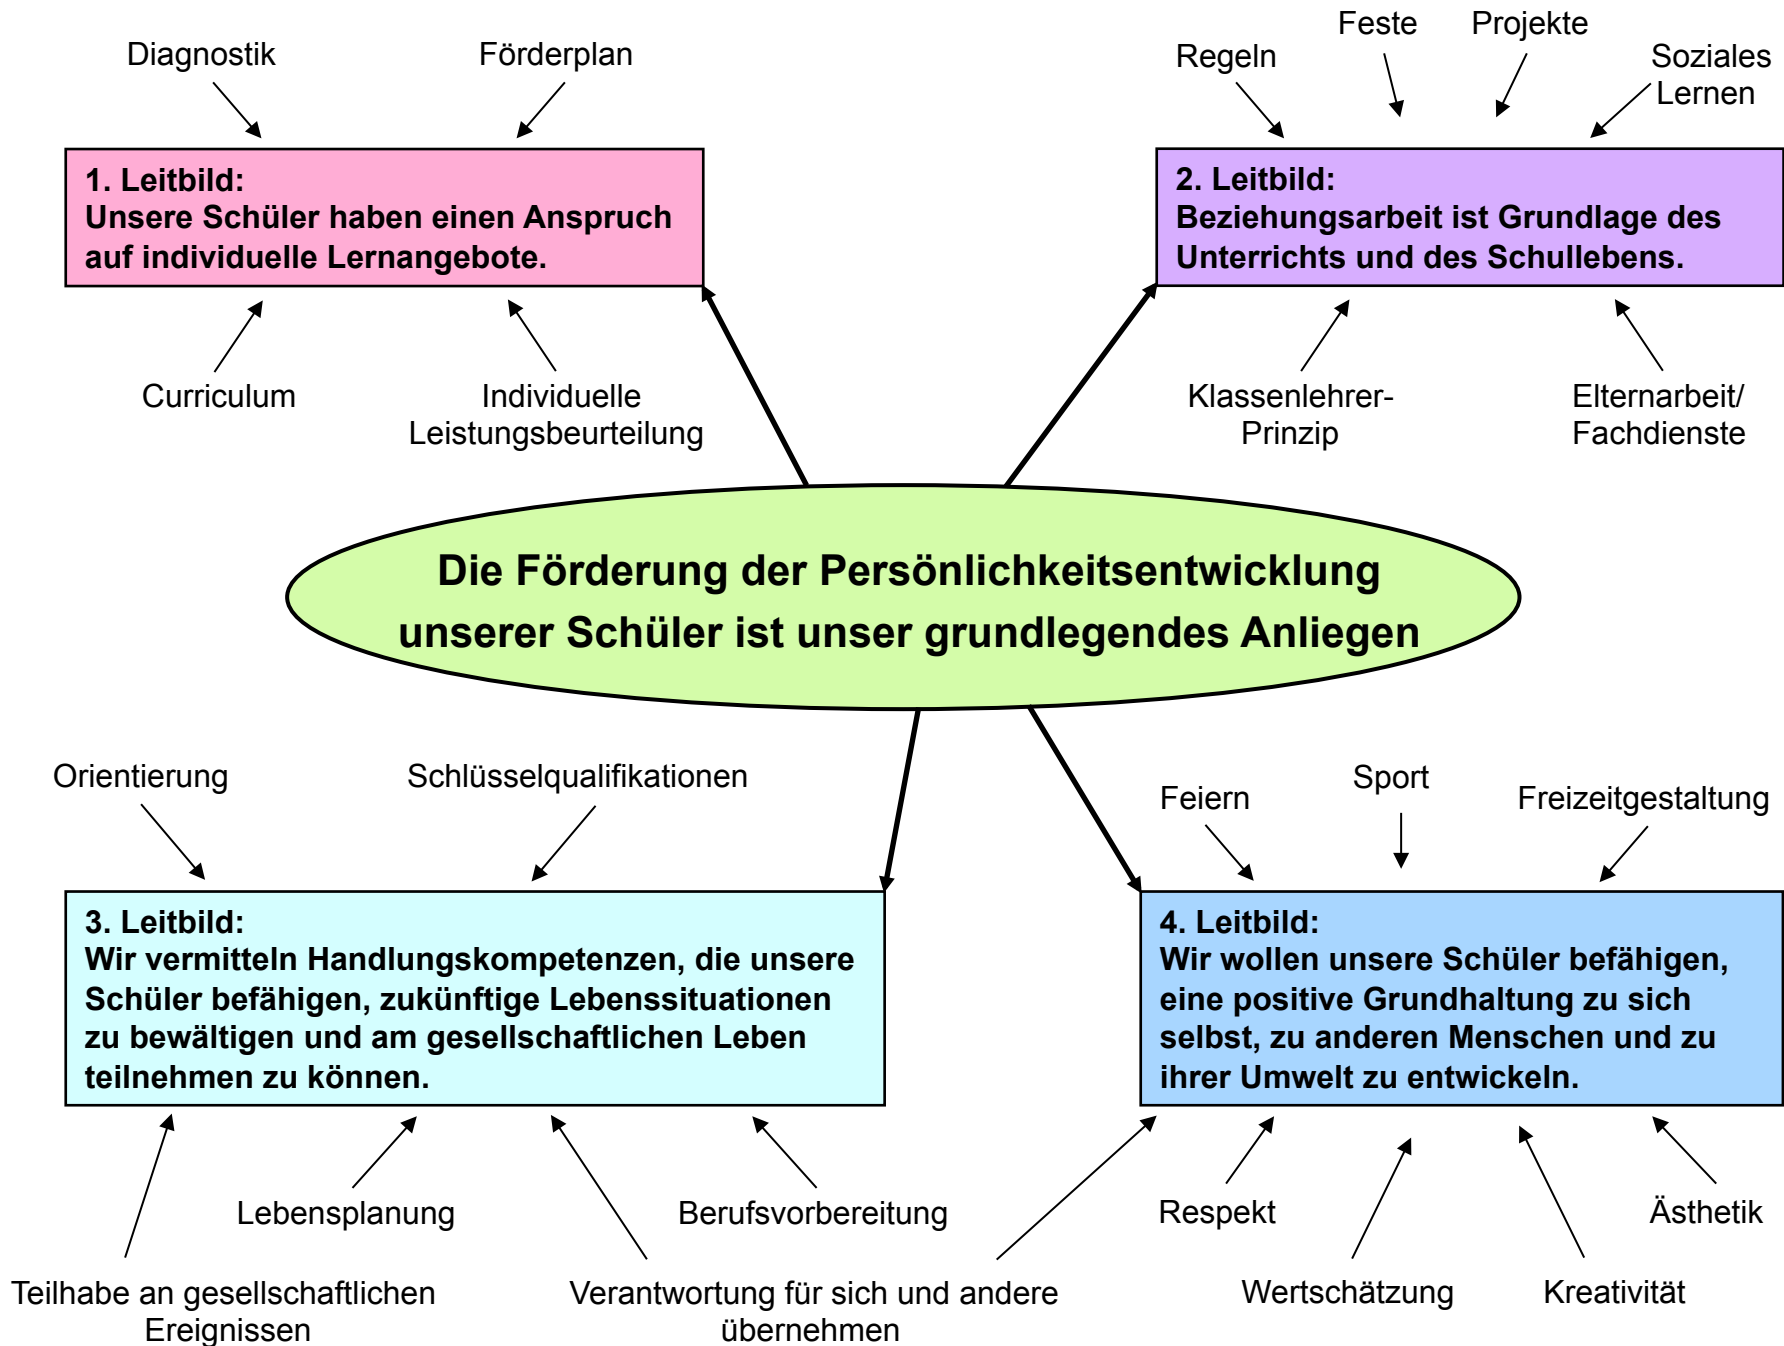 Diagnostik
Förderplan
1. Leitbild:
Unsere Schüler haben einen Anspruch
auf individuelle Lernangebote.
Curriculum
Individuelle
Leistungsbeurteilung
Regeln
Feste
Projekte
Soziales
Lernen
2. Leitbild:
Beziehungsarbeit ist Grundlage des
Unterrichts und des Schullebens.
Klassenlehrer-
Prinzip
Elternarbeit/
Fachdienste
Die Förderung der Persönlichkeitsentwicklung
unserer Schüler ist unser grundlegendes Anliegen
Orientierung
Schlüsselqualifikationen
3. Leitbild:
Wir vermitteln Handlungskompetenzen, die unsere
Schüler befähigen, zukünftige Lebenssituationen
zu bewältigen und am gesellschaftlichen Leben
teilnehmen zu können.
Lebensplanung
Berufsvorbereitung
Teilhabe an gesellschaftlichen
Ereignissen
Verantwortung für sich und andere
übernehmen
Feiern
Sport
Freizeitgestaltung
4. Leitbild:
Wir wollen unsere Schüler befähigen,
eine positive Grundhaltung zu sich
selbst, zu anderen Menschen und zu
ihrer Umwelt zu entwickeln.
Respekt
Ästhetik
Wertschätzung
Kreativität